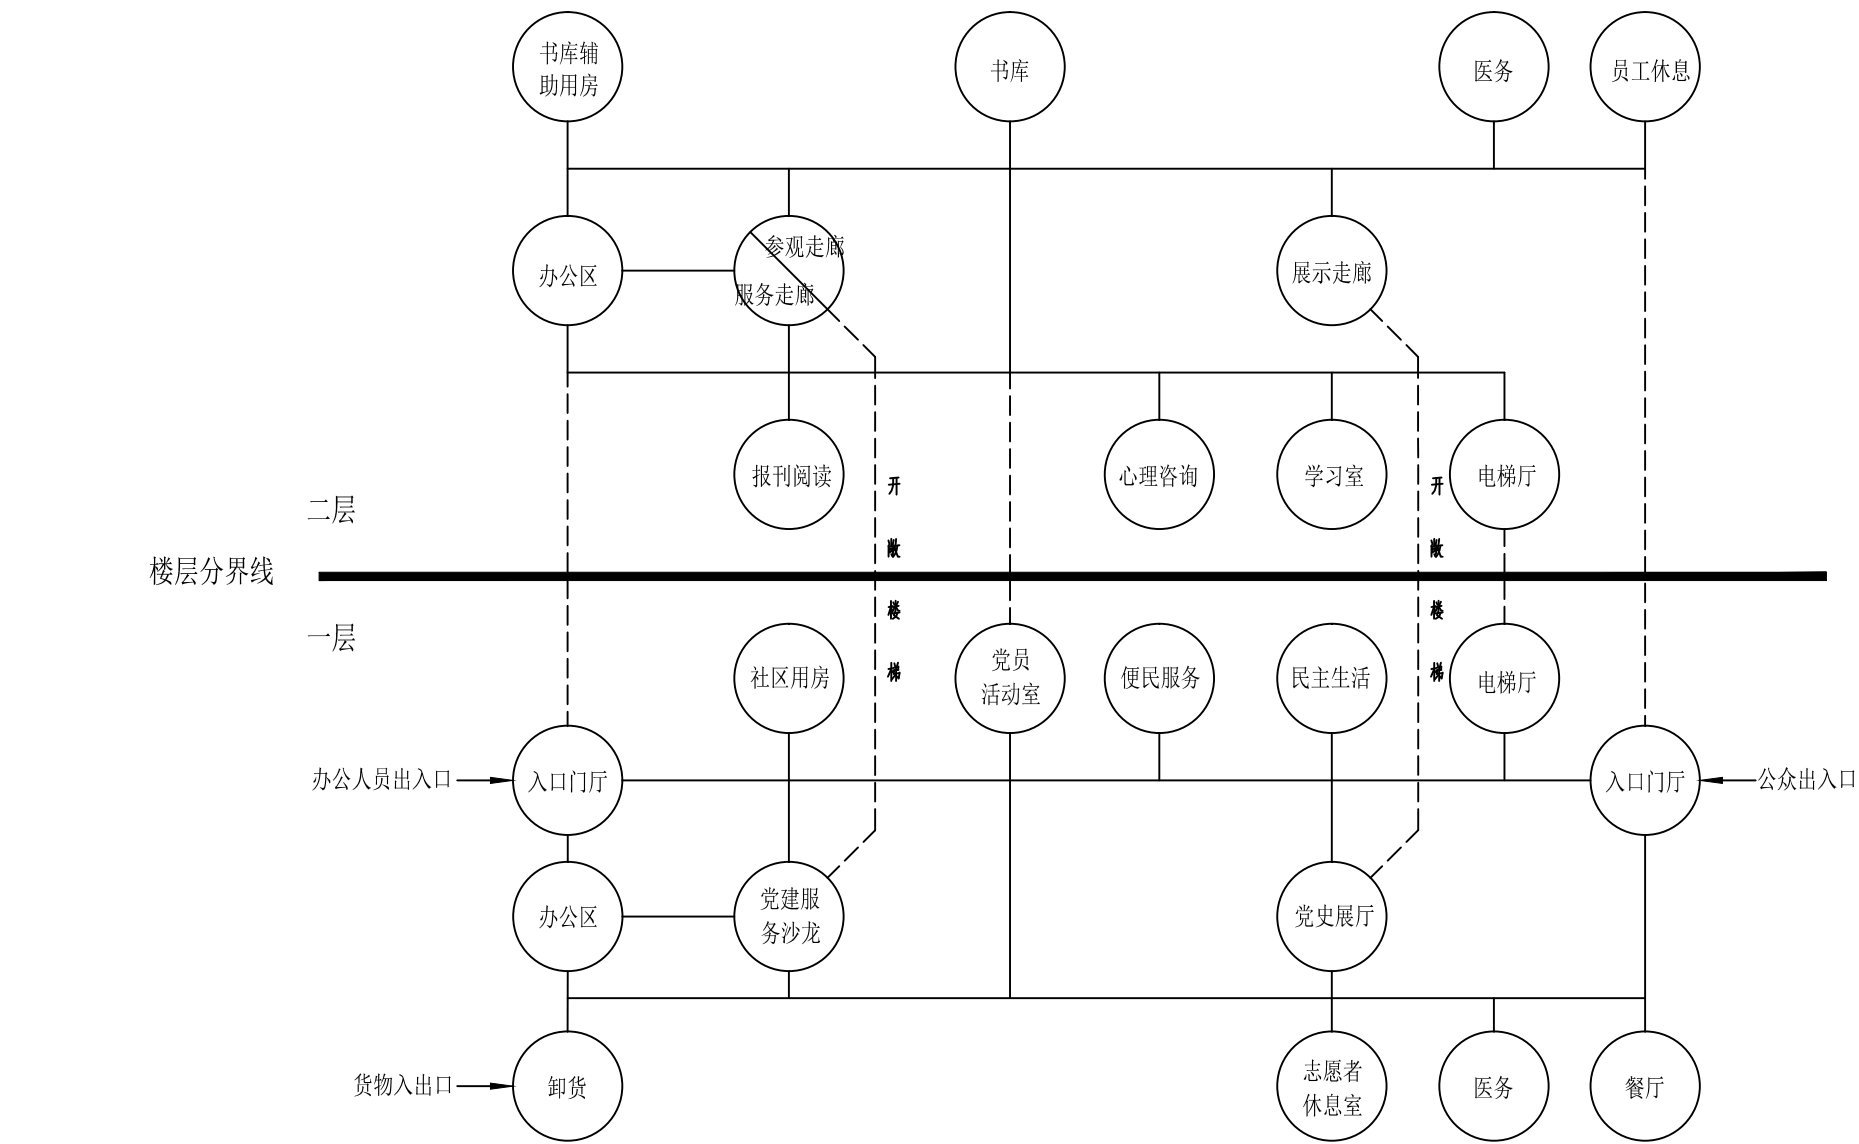 书库辅
助用房
书库
医务
员工休息
办公区
参观走廊
服务走廊
展示走廊
报刊阅读
心理咨询
学习室
电梯厅
开
敞
楼
梯
开
敞
楼
梯
二层
楼层分界线
一层
社区用房
党员
活动室
便民服务
民主生活
电梯厅
办公人员出入口
入口门厅
入口门厅
公众出入口
办公区
党建服
务沙龙
党史展厅
货物入出口
卸货
志愿者
休息室
医务
餐厅